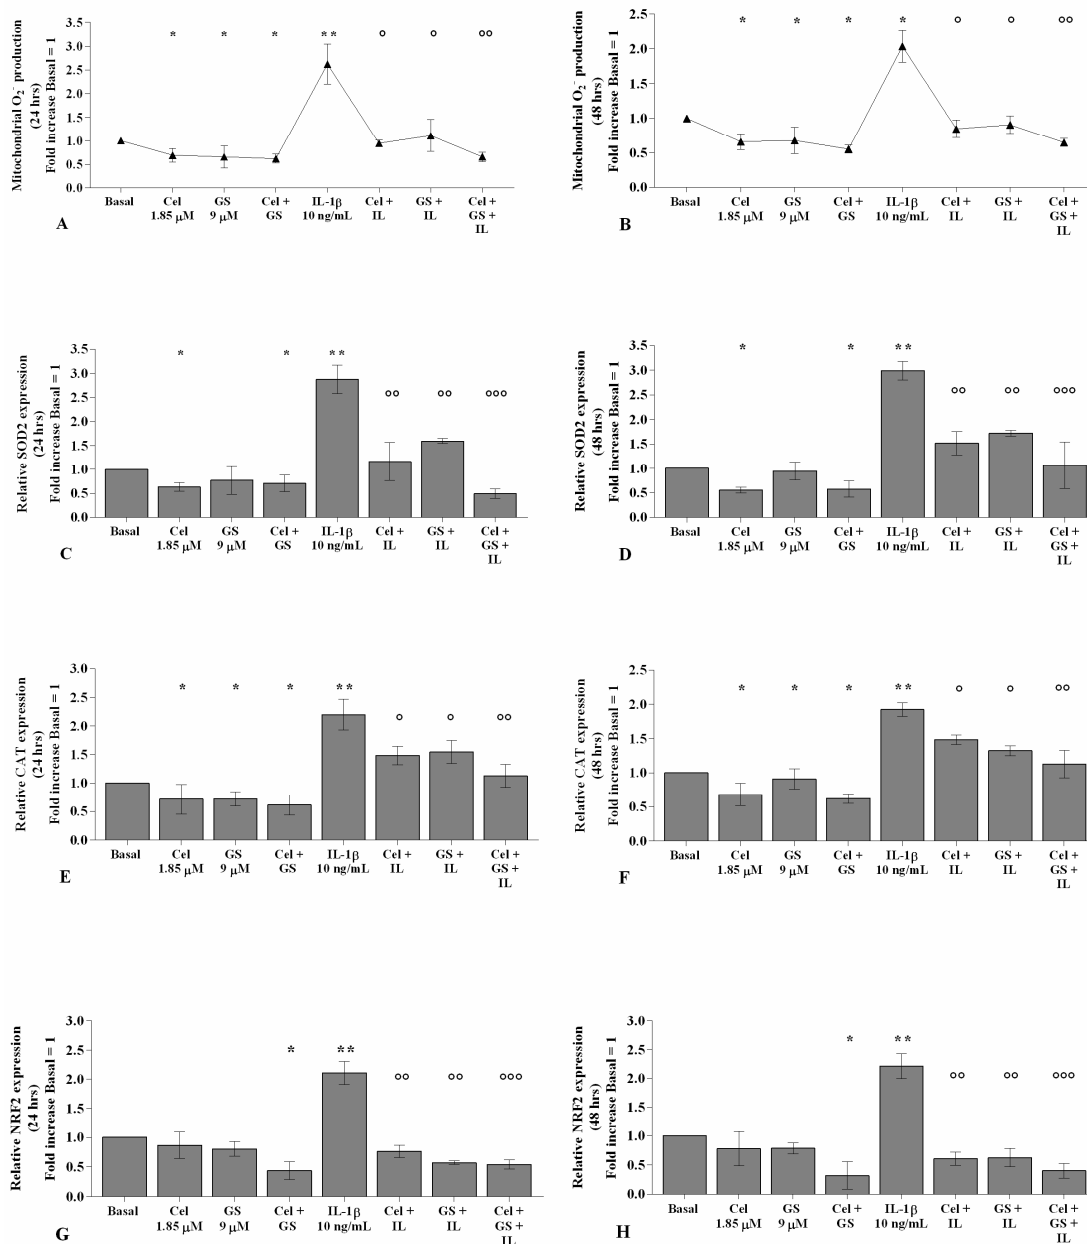 Mitochondrial O2- production
(24 hrs)
Fold increase Basal = 1
3.5
3.0
2.5
2.0
1.5
1.0
0.5
0.0
* * * ** ° ° °°
Basal Cel GS Cel + IL-1β Cel + GS + Cel +
1.85 μM 9 μM GS 10 ng/mL IL IL GS +
IL
A
Mitochondrial O2- production
(48 hrs)
Fold increase Basal = 1
2.5
2.0
1.5
1.0
0.5
0.0
* * * * ° ° °°
Basal Cel GS Cel + IL-1β Cel + GS + Cel +
1.85 μM 9 μM GS 10 ng/mL IL IL GS +
IL
B
Relative SOD2 expression
(24 hrs)
Fold increase Basal = 1
3.5
3.0
2.5
2.0
1.5
1.0
0.5
0.0
* * ** °° °° °°°
Basal Cel GS Cel + IL-1β Cel + GS + Cel +
1.85 μM 9 μM GS 10 ng/mL IL IL GS +
IL
C
Relative SOD2 expression
(48 hrs)
Fold increase Basal = 1
3.5
3.0
2.5
2.0
1.5
1.0
0.5
0.0
* * ** °° °° °°°
Basal Cel GS Cel + IL-1β Cel + GS + Cel +
1.85 μM 9 μM GS 10 ng/mL IL IL GS +
IL
D
Relative CAT expression
(24 hrs)
Fold increase Basal = 1
3.0
2.5
2.0
1.5
1.0
0.5
0.0
* * * ** ° ° °°
Basal Cel GS Cel + IL-1β Cel + GS + Cel +
1.85 μM 9 μM GS 10 ng/mL IL IL GS +
IL
E
Relative CAT expression
(48 hrs)
Fold increase Basal = 1
2.5
2.0
1.5
1.0
0.5
0.0
* * * ** ° ° °°
Basal Cel GS Cel + IL-1β Cel + GS + Cel +
1.85 μM 9 μM GS 10 ng/mL IL IL GS +
IL
F
Relative NRF2 expression
(24 hrs)
Fold increase Basal = 1
3.0
2.5
2.0
1.5
1.0
0.5
0.0
* ** °° °° °°°
Basal Cel GS Cel + IL-1β Cel + GS + Cel +
1.85 μM 9 μM GS 10 ng/mL IL IL GS +
IL
G
Relative NRF2 expression
(48 hrs)
Fold increase Basal = 1
3.0
2.5
2.0
1.5
1.0
0.5
0.0
* ** °° °° °°°
Basal Cel GS Cel + IL-1β Cel + GS + Cel +
1.85 μM 9 μM GS 10 ng/mL IL IL GS +
IL
H